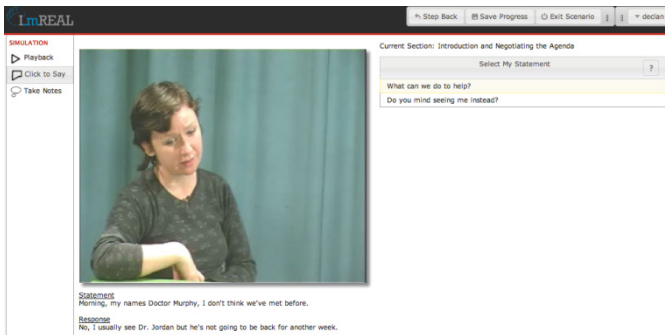 ImREAL
Step Back
Save Progress
Exit Scenario
declan
SIMULATION
Playback
Click to Say
Take Notes
Current Section: Introduction and Negotiating the Agenda
Select My Statement
?
What can we do to help?
Do you mind seeing me instead?
Statement
Morning, my names Doctor Murphy, I don't think we've met before.
Response
No, I usually see Dr. Jordan but he's not going to be back for another week.